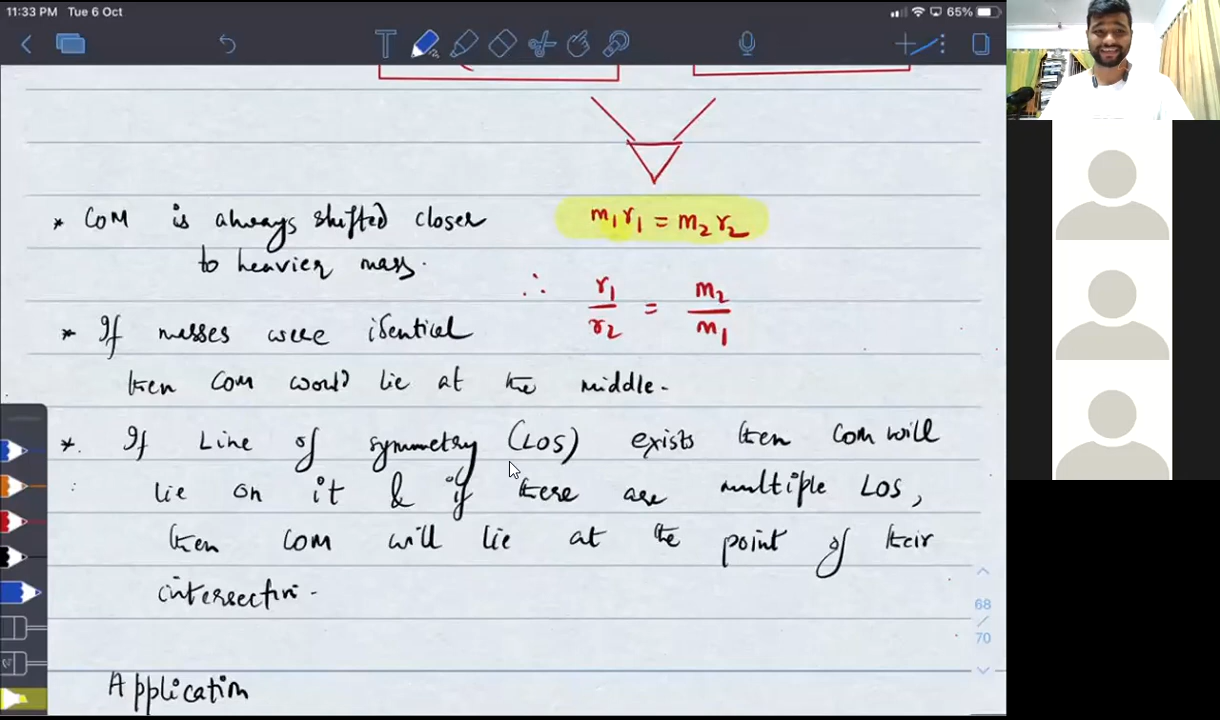 11:33 PM Tue 6 Oct
65%
T
* COM is always shifted closer
to heavier mass.
m₁r₁ = m₂r₂
∴ r₁/r₂ = m₂/m₁
* If masses were identical
then COM would lie at the middle.
* If Line of symmetry (LOS) exists then COM will
lie on it & if there are multiple LOS,
then COM will lie at the point of their
intersection.
68
/
70
Application